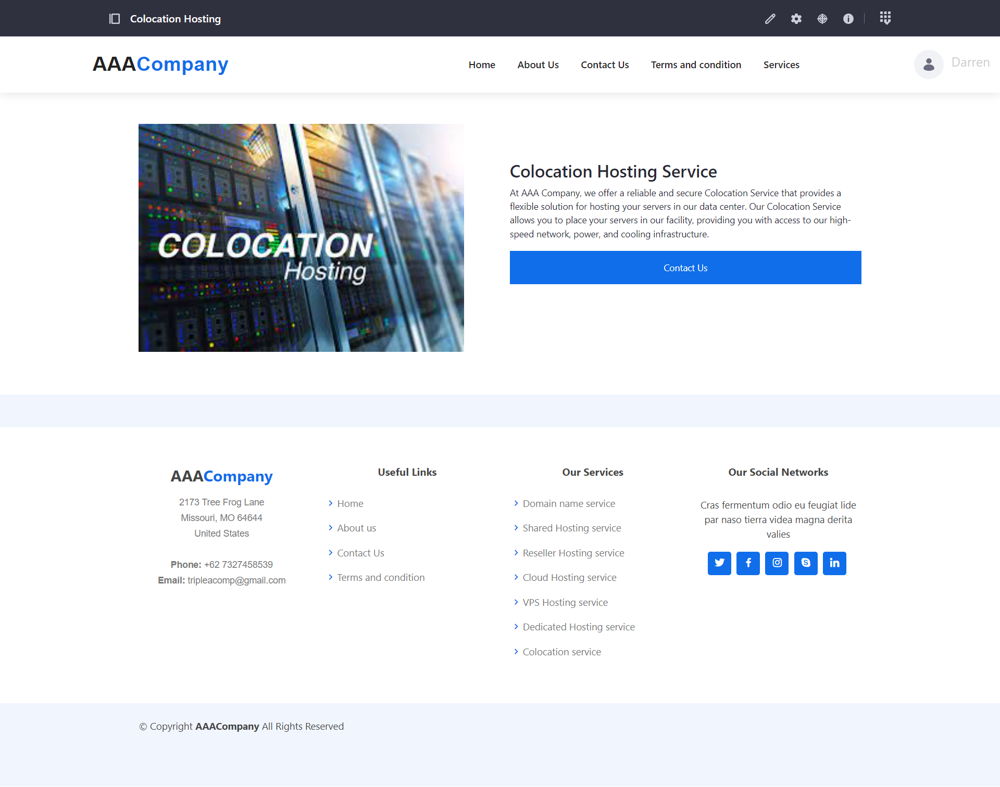 Colocation Hosting
AAACompany
Home
About Us
Contact Us
Terms and condition
Services
Darren
COLOCATION
Hosting
Colocation Hosting Service
At AAA Company, we offer a reliable and secure Colocation Service that provides a
flexible solution for hosting your servers in our data center. Our Colocation Service
allows you to place your servers in our facility, providing you with access to our high-
speed network, power, and cooling infrastructure.
Contact Us
AAACompany
2173 Tree Frog Lane
Missouri, MO 64644
United States
Phone: +62 7327458539
Email: tripleacomp@gmail.com
Useful Links
Home
About us
Contact Us
Terms and condition
Our Services
Domain name service
Shared Hosting service
Reseller Hosting service
Cloud Hosting service
VPS Hosting service
Dedicated Hosting service
Colocation service
Our Social Networks
Cras fermentum odio eu feugiat lide
par naso tierra videa magna derita
valies
© Copyright AAACompany All Rights Reserved